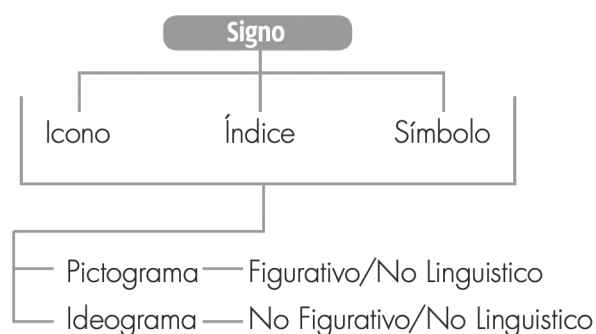 Signo
Icono Índice Símbolo
Pictograma Figurativo/No Linguistico
Ideograma No Figurativo/No Linguistico